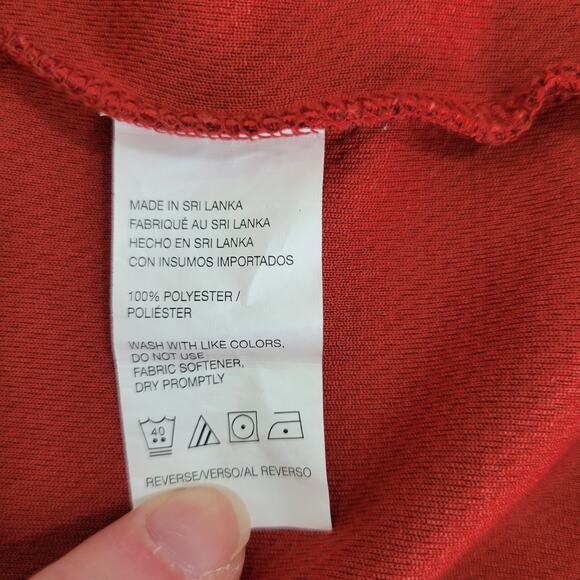 MADE IN SRI LANKA
FABRIQUÉ AU SRI LANKA
HECHO EN SRI LANKA
CON INSUMOS IMPORTADOS
100% POLYESTER /
POLIÉSTER
WASH WITH LIKE COLORS,
DO NOT USE
FABRIC SOFTENER,
DRY PROMPTLY
40
REVERSE/VERSO/AL REVERSO